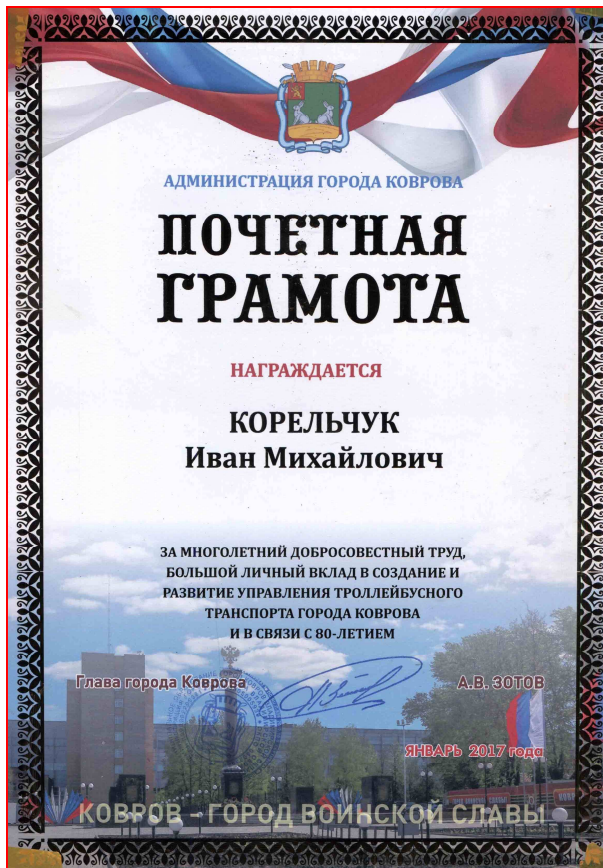 АДМИНИСТРАЦИЯ ГОРОДА КОВРОВА
ПОЧЕТНАЯ
ГРАМОТА
НАГРАЖДАЕТСЯ
КОРЕЛЬЧУК
Иван Михайлович
ЗА МНОГОЛЕТНИЙ ДОБРОСОВЕСТНЫЙ ТРУД,
БОЛЬШОЙ ЛИЧНЫЙ ВКЛАД В СОЗДАНИЕ И
РАЗВИТИЕ УПРАВЛЕНИЯ ТРОЛЛЕЙБУСНОГО
ТРАНСПОРТА ГОРОДА КОВРОВА
И В СВЯЗИ С 80-ЛЕТИЕМ
Глава города Коврова А.В. ЗОТОВ
ЯНВАРЬ 2017 года
КОВРОВ - ГОРОД ВОИНСКОЙ СЛАВЫ